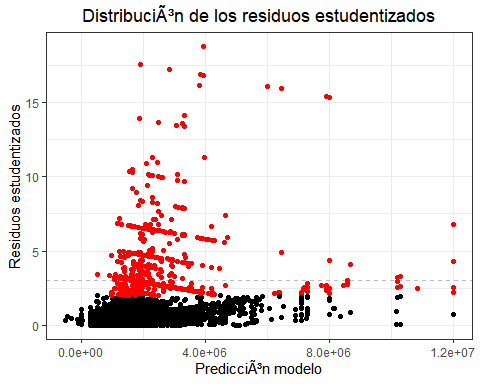 DistribuciÃ³n de los residuos estudentizados
Residuos estudentizados
15
10
5
0
0.0e+00 4.0e+06 8.0e+06 1.2e+07
PredicciÃ³n modelo